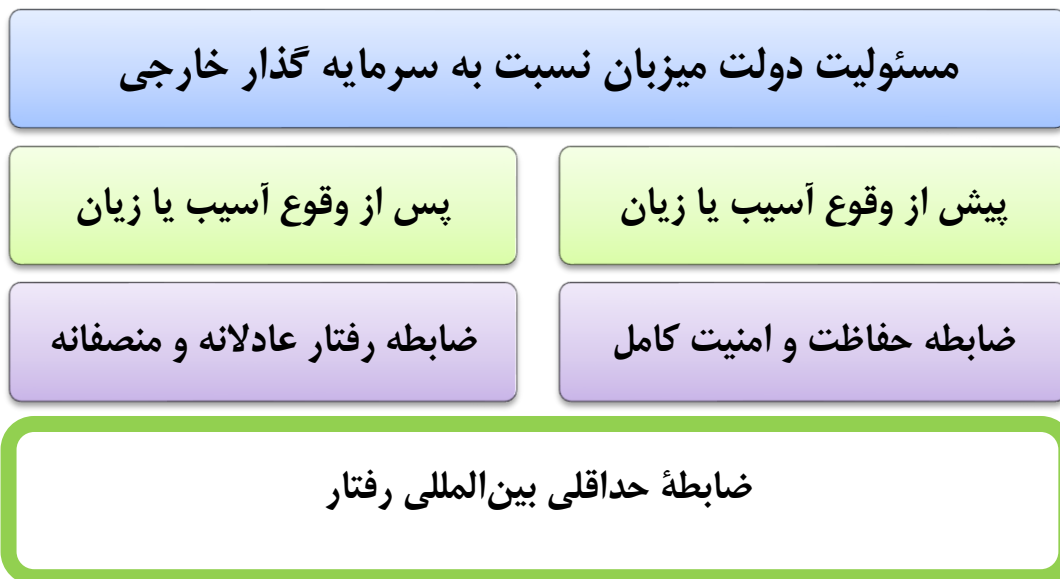 مسئولیت دولت میزبان نسبت به سرمایه گذار خارجی
پیش از وقوع آسیب یا زیان
پس از وقوع آسیب یا زیان
ضابطه حفاظت و امنیت کامل
ضابطه رفتار عادلانه و منصفانه
ضابطهٔ حداقلی بین‌المللی رفتار